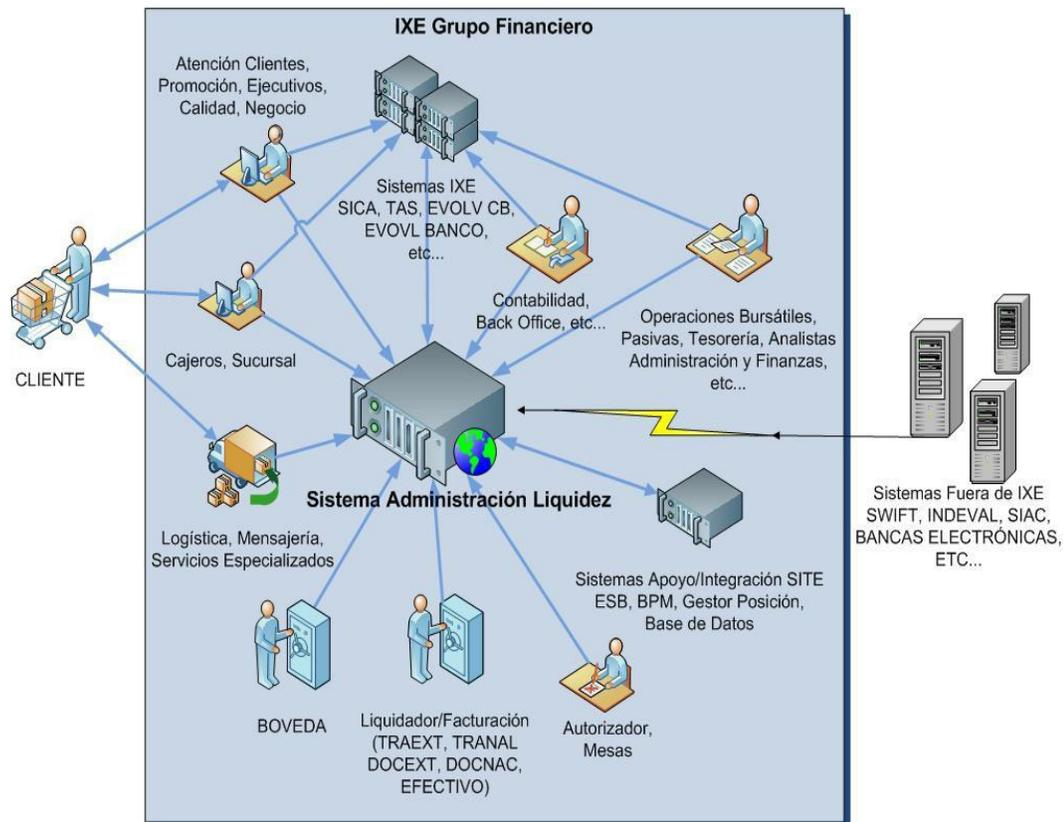 IXE Grupo Financiero
Atención Clientes,
Promoción, Ejecutivos,
Calidad, Negocio
Sistemas IXE
SICA, TAS, EVOLV CB,
EVOVL BANCO,
etc...
Contabilidad,
Back Office, etc...
Operaciones Bursátiles,
Pasivas, Tesorería, Analistas
Administración y Finanzas,
etc...
CLIENTE
Cajeros, Sucursal
Sistema Administración Liquidez
Logística, Mensajería,
Servicios Especializados
Sistemas Fuera de IXE
SWIFT, INDEVAL, SIAC,
BANCAS ELECTRÓNICAS,
ETC...
Sistemas Apoyo/Integración SITE
ESB, BPM, Gestor Posición,
Base de Datos
BOVEDA
Liquidador/Facturación
(TRAEXT, TRANAL
DOCEXT, DOCNAC,
EFECTIVO)
Autorizador,
Mesas